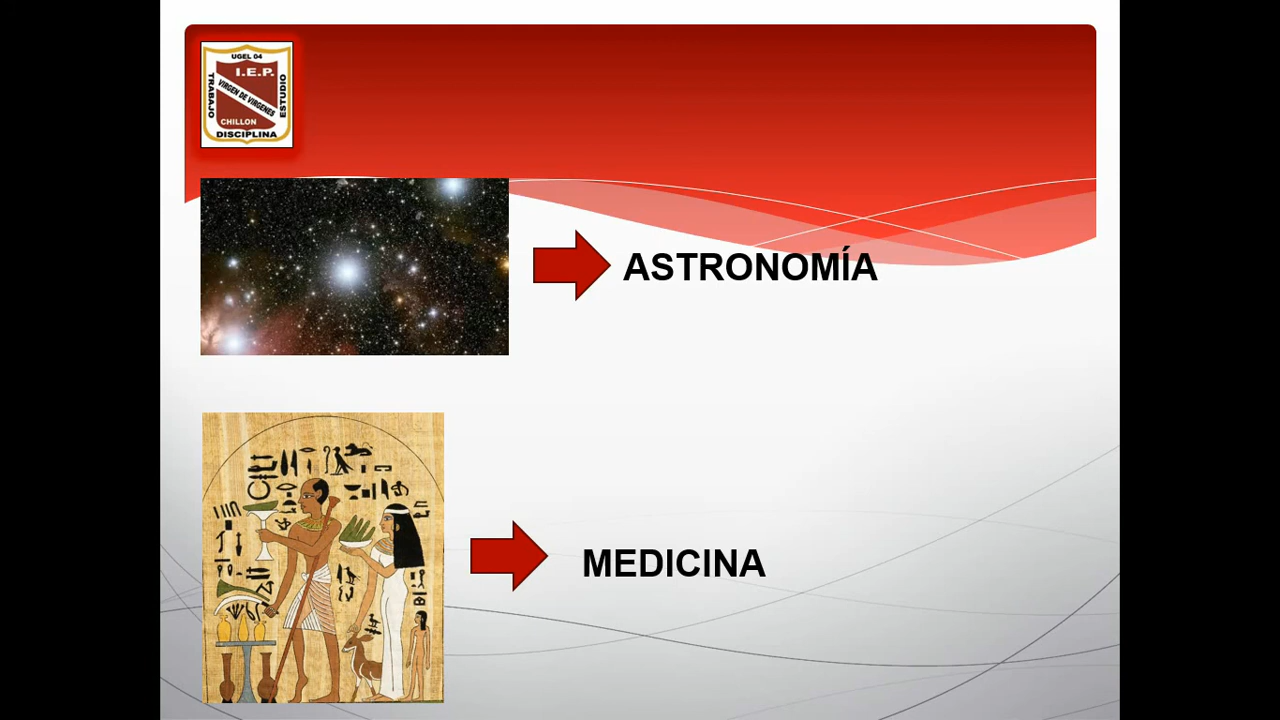 UGEL 04
I.E.P.
TRABAJO
VIRGEN DE VIRGENES
ESTUDIO
CHILLON
DISCIPLINA
ASTRONOMÍA
MEDICINA